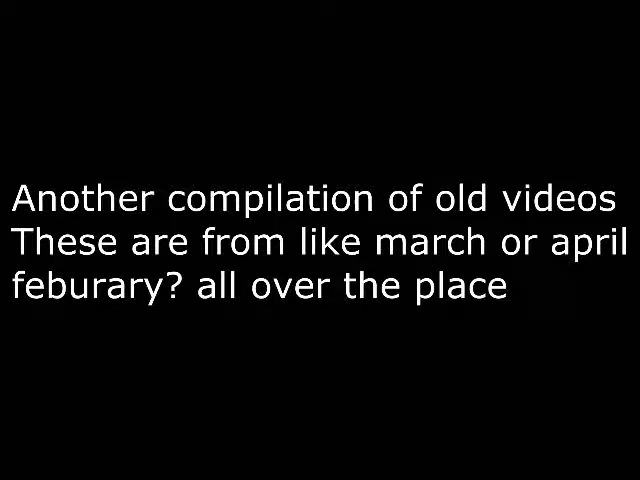 Another compilation of old videos
These are from like march or april
feburary? all over the place